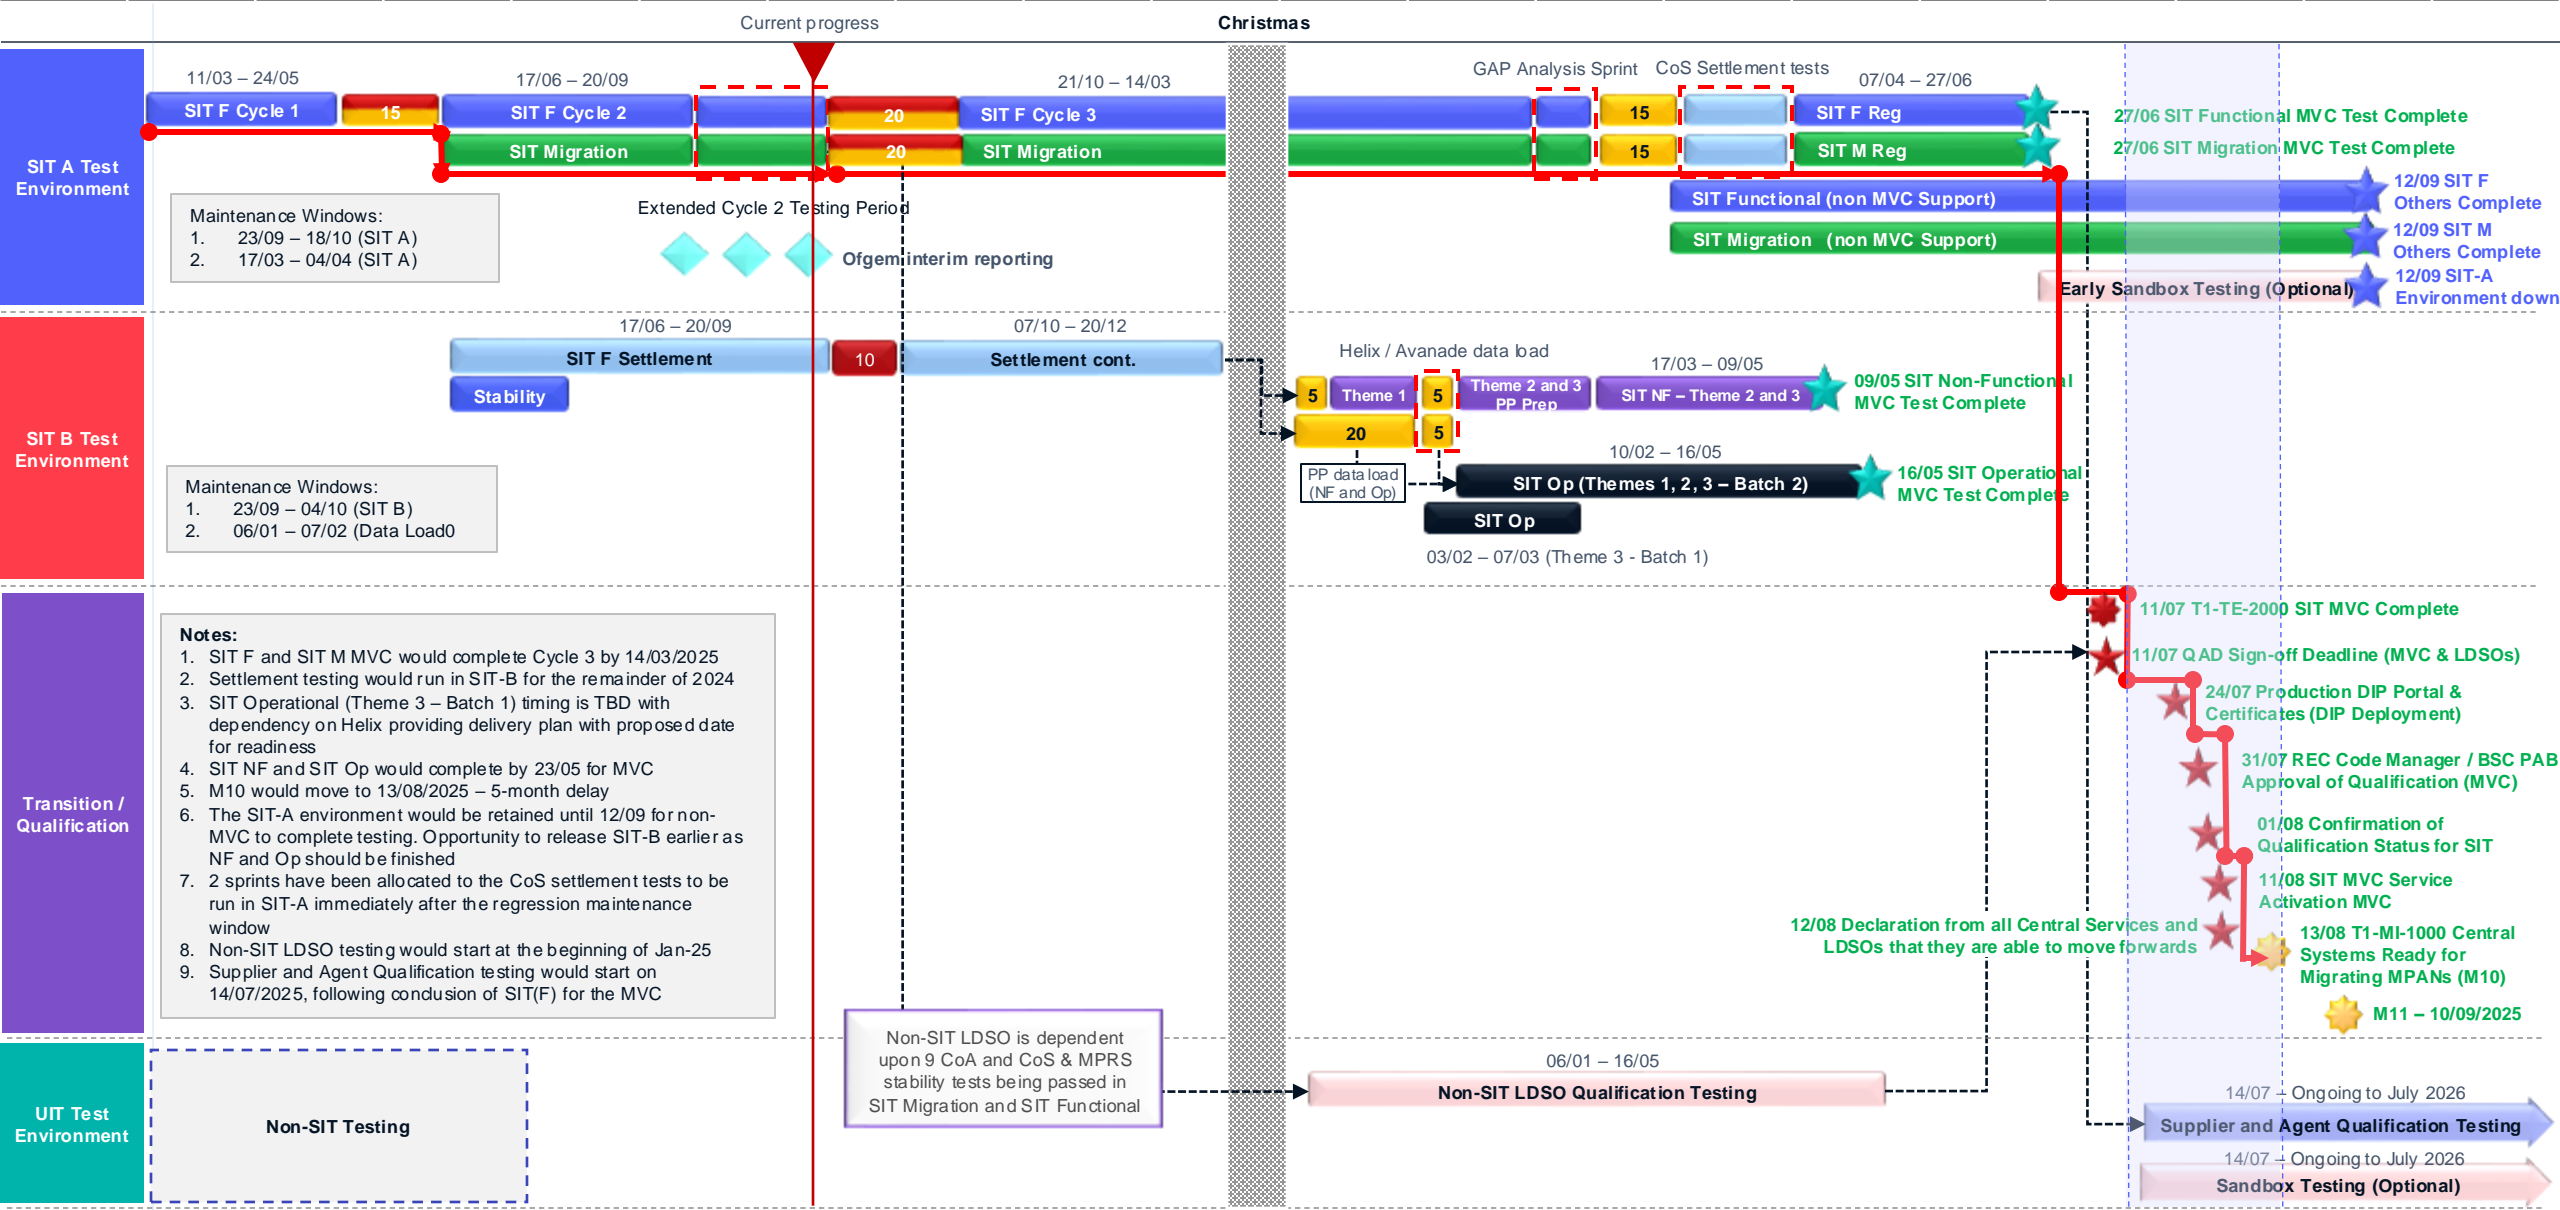 Current progress
Christmas
SIT A Test
Environment
11/03 – 24/05
17/06 – 20/09
21/10 – 14/03
GAP Analysis Sprint
CoS Settlement tests
07/04 – 27/06
SIT F Cycle 1
15
SIT F Cycle 2
20
SIT F Cycle 3
15
SIT F Reg
27/06 SIT Functional MVC Test Complete
SIT Migration
20
SIT Migration
15
SIT M Reg
27/06 SIT Migration MVC Test Complete
Maintenance Windows:
1. 23/09 – 18/10 (SIT A)
2. 17/03 – 04/04 (SIT A)
Extended Cycle 2 Testing Period
Ofgem interim reporting
SIT Functional (non MVC Support)
12/09 SIT F
Others Complete
SIT Migration (non MVC Support)
12/09 SIT M
Others Complete
Early Sandbox Testing (Optional)
12/09 SIT-A
Environment down
SIT B Test
Environment
17/06 – 20/09
07/10 – 20/12
SIT F Settlement
10
Settlement cont.
Stability
Helix / Avanade data load
17/03 – 09/05
5
Theme 1
5
Theme 2 and 3
PP Prep
SIT NF – Theme 2 and 3
09/05 SIT Non-Functional
MVC Test Complete
20
5
PP data load
(NF and Op)
10/02 – 16/05
SIT Op (Themes 1, 2, 3 – Batch 2)
16/05 SIT Operational
MVC Test Complete
SIT Op
03/02 – 07/03 (Theme 3 - Batch 1)
Maintenance Windows:
1. 23/09 – 04/10 (SIT B)
2. 06/01 – 07/02 (Data Load0
Transition /
Qualification
Notes:
1. SIT F and SIT M MVC would complete Cycle 3 by 14/03/2025
2. Settlement testing would run in SIT-B for the remainder of 2024
3. SIT Operational (Theme 3 – Batch 1) timing is TBD with
dependency on Helix providing delivery plan with proposed date
for readiness
4. SIT NF and SIT Op would complete by 23/05 for MVC
5. M10 would move to 13/08/2025 – 5-month delay
6. The SIT-A environment would be retained until 12/09 for non-
MVC to complete testing. Opportunity to release SIT-B earlier as
NF and Op should be finished
7. 2 sprints have been allocated to the CoS settlement tests to be
run in SIT-A immediately after the regression maintenance
window
8. Non-SIT LDSO testing would start at the beginning of Jan-25
9. Supplier and Agent Qualification testing would start on
14/07/2025, following conclusion of SIT(F) for the MVC
11/07 T1-TE-2000 SIT MVC Complete
11/07 QAD Sign-off Deadline (MVC & LDSOs)
24/07 Production DIP Portal &
Certificates (DIP Deployment)
31/07 REC Code Manager / BSC PAB
Approval of Qualification (MVC)
01/08 Confirmation of
Qualification Status for SIT
11/08 SIT MVC Service
Activation MVC
12/08 Declaration from all Central Services and
LDSOs that they are able to move forwards
13/08 T1-MI-1000 Central
Systems Ready for
Migrating MPANs (M10)
M11 – 10/09/2025
UIT Test
Environment
Non-SIT Testing
Non-SIT LDSO is dependent
upon 9 CoA and CoS & MPRS
stability tests being passed in
SIT Migration and SIT Functional
06/01 – 16/05
Non-SIT LDSO Qualification Testing
14/07 – Ongoing to July 2026
Supplier and Agent Qualification Testing
14/07 – Ongoing to July 2026
Sandbox Testing (Optional)